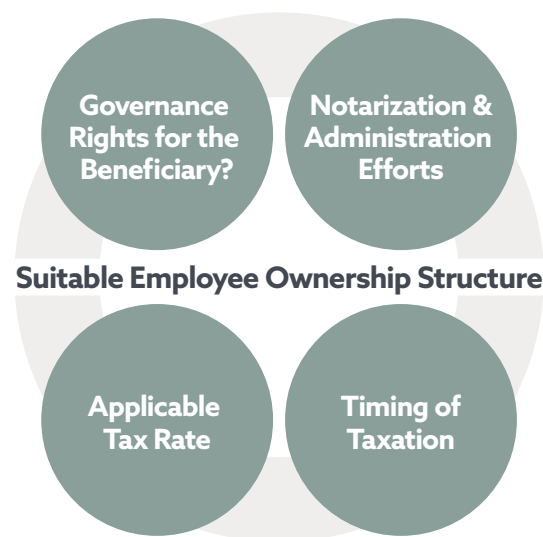 Governance
Rights for the
Beneficiary?
Notarization &
Administration
Efforts
Suitable Employee Ownership Structure
Applicable
Tax Rate
Timing of
Taxation